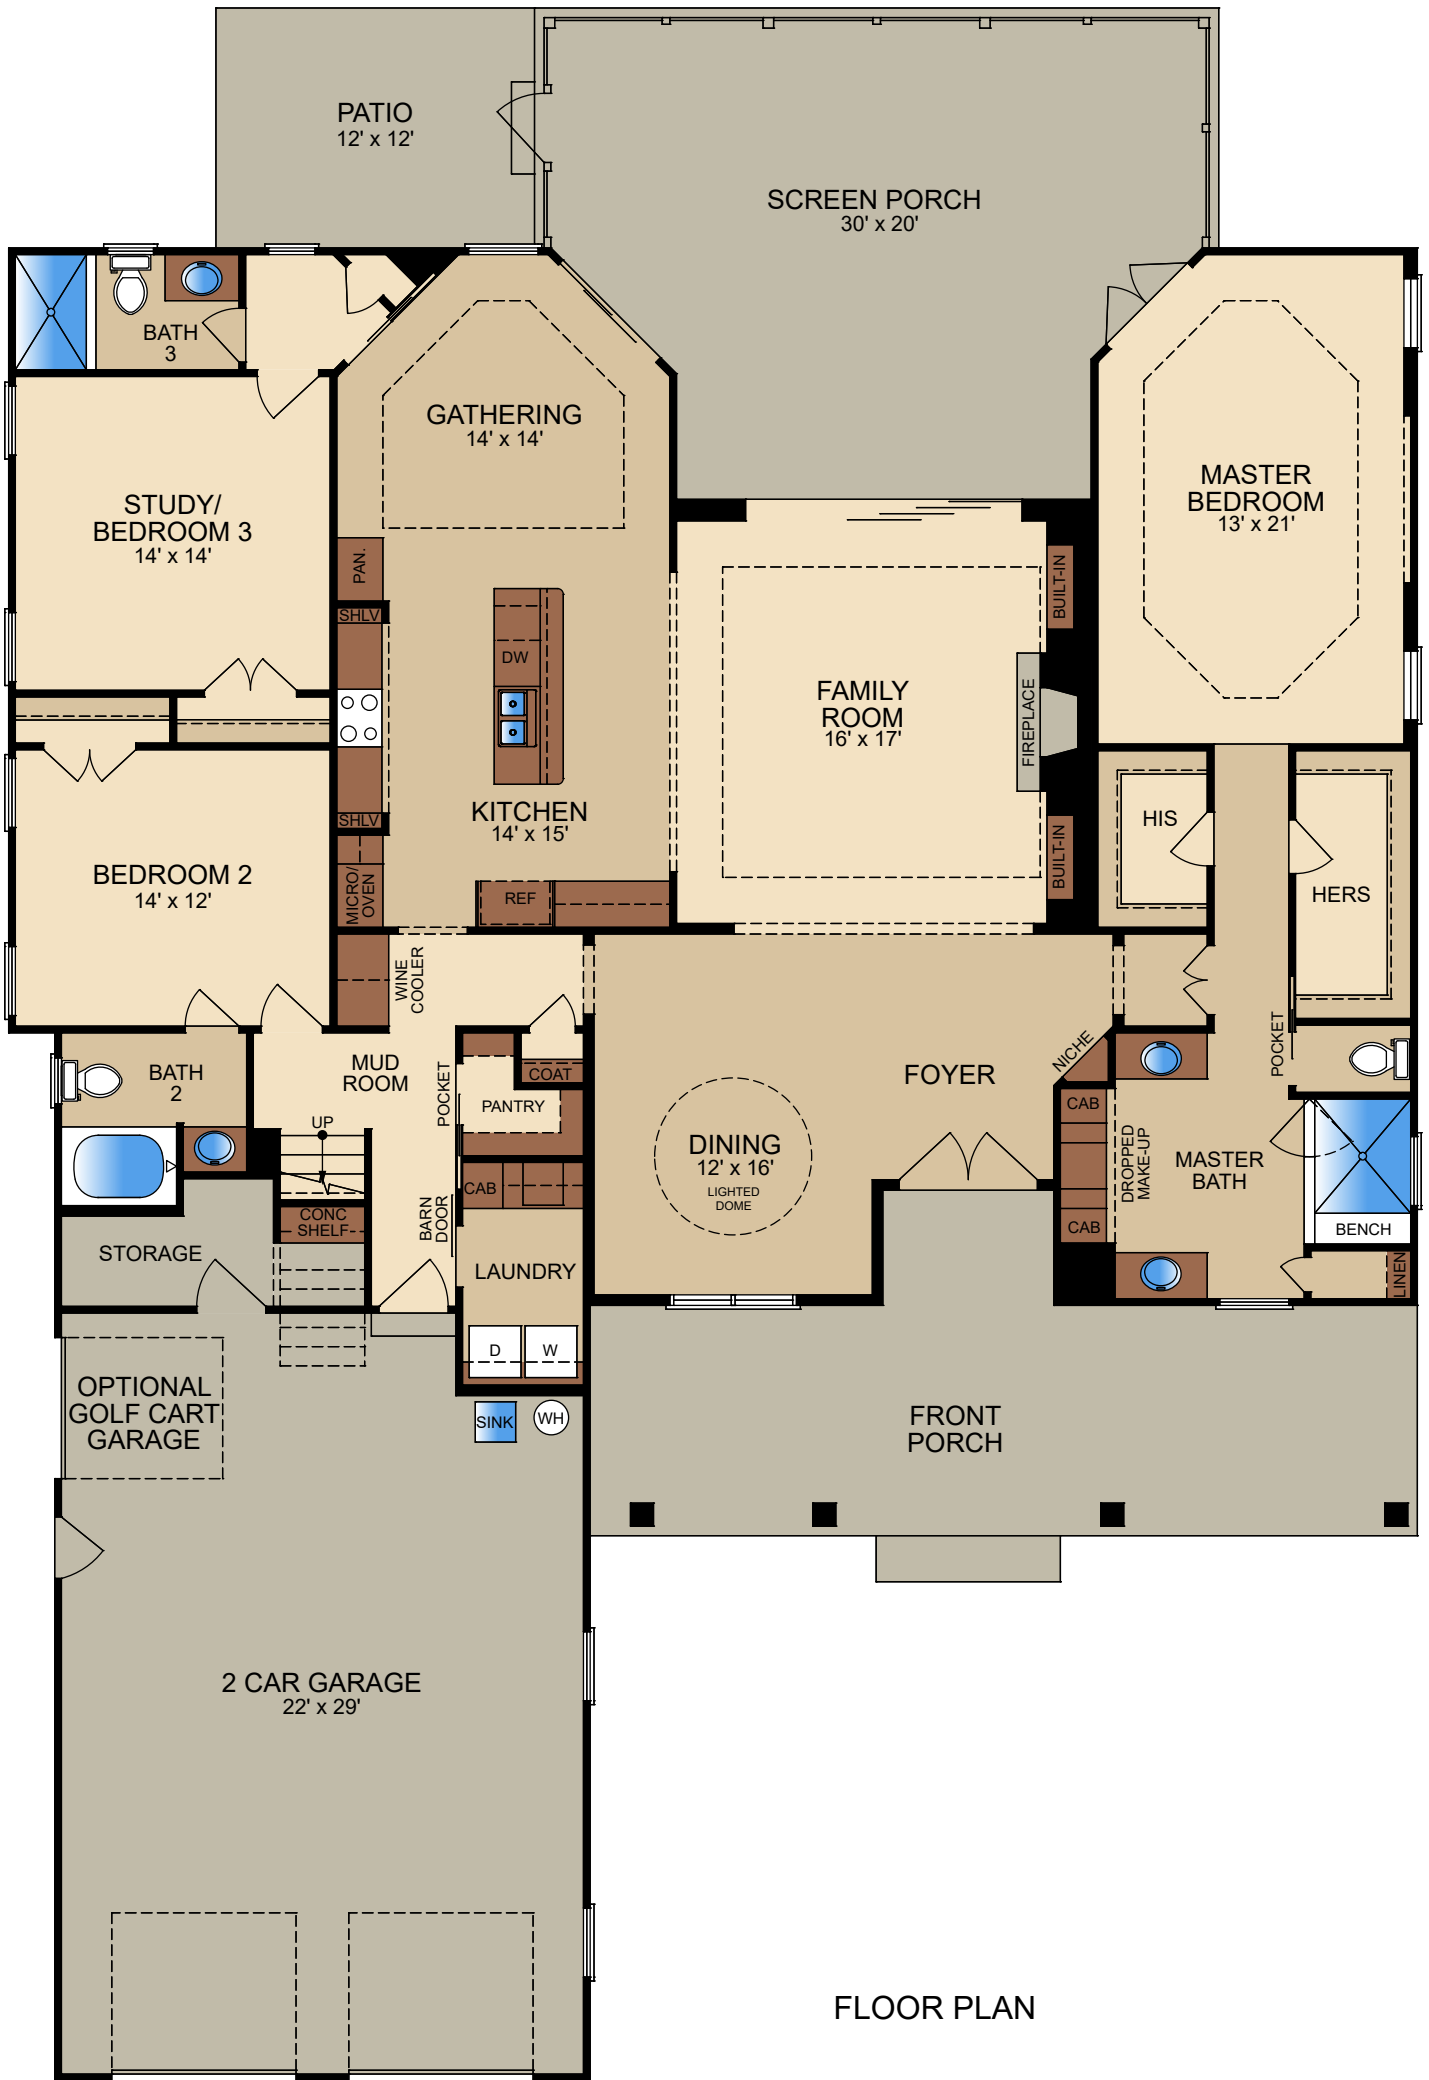 PATIO
12' x 12'
SCREEN PORCH
30' x 20'
BATH
3
GATHERING
14' x 14'
STUDY/
BEDROOM 3
14' x 14'
MASTER
BEDROOM
13' x 21'
PAN.
SHLV
DW
BUILT-IN
FAMILY
ROOM
16' x 17'
FIREPLACE
KITCHEN
14' x 15'
SHLV
MICRO/
OVEN
REF
BUILT-IN
HIS
HERS
BEDROOM 2
14' x 12'
WINE
COOLER
MUD
ROOM
BATH
2
POCKET
COAT
PANTRY
UP
FOYER
NICHE
POCKET
CAB
DROPPED
MAKE-UP
CAB
MASTER
BATH
BENCH
LINEN
DINING
12' x 16'
LIGHTED
DOME
CAB
BARN
DOOR
CONC
SHELF
STORAGE
LAUNDRY
D
W
OPTIONAL
GOLF CART
GARAGE
SINK
WH
FRONT
PORCH
2 CAR GARAGE
22' x 29'
FLOOR PLAN